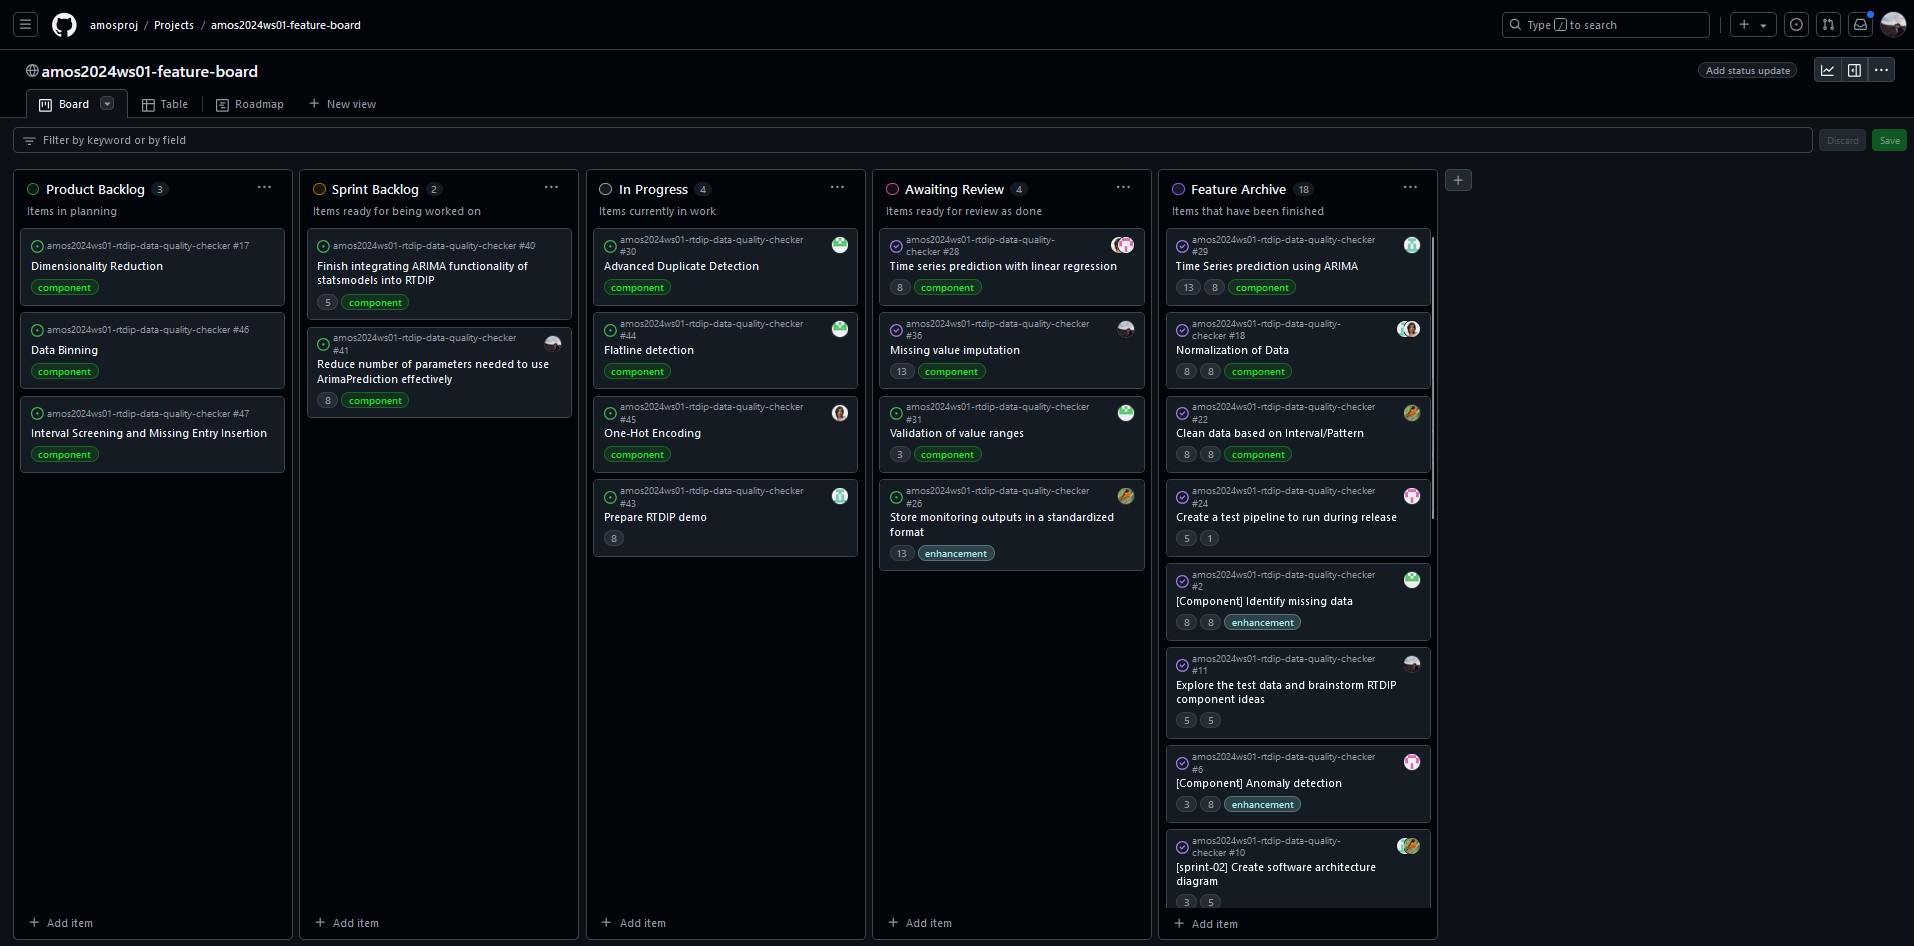 amosproj / Projects / amos2024ws01-feature-board
Type / to search
amos2024ws01-feature-board
Add status update
Board
Table
Roadmap
New view
Filter by keyword or by field
Discard
Save
Product Backlog 3
Items in planning
amos2024ws01-rtdip-data-quality-checker #17
Dimensionality Reduction
component
amos2024ws01-rtdip-data-quality-checker #46
Data Binning
component
amos2024ws01-rtdip-data-quality-checker #47
Interval Screening and Missing Entry Insertion
component
Add item
Sprint Backlog 2
Items ready for being worked on
amos2024ws01-rtdip-data-quality-checker #40
Finish integrating ARIMA functionality of
statsmodels into RTDIP
5 component
amos2024ws01-rtdip-data-quality-checker
#41
Reduce number of parameters needed to use
ArimaPrediction effectively
8 component
Add item
In Progress 4
Items currently in work
amos2024ws01-rtdip-data-quality-checker
#30
Advanced Duplicate Detection
component
amos2024ws01-rtdip-data-quality-checker
#44
Flatline detection
component
amos2024ws01-rtdip-data-quality-checker
#45
One-Hot Encoding
component
amos2024ws01-rtdip-data-quality-checker
#43
Prepare RTDIP demo
8
Add item
Awaiting Review 4
Items ready for review as done
amos2024ws01-rtdip-data-quality-
checker #28
Time series prediction with linear regression
8 component
amos2024ws01-rtdip-data-quality-checker
#36
Missing value imputation
13 component
amos2024ws01-rtdip-data-quality-checker
#31
Validation of value ranges
3 component
amos2024ws01-rtdip-data-quality-checker
#26
Store monitoring outputs in a standardized
format
13 enhancement
Add item
Feature Archive 18
Items that have been finished
amos2024ws01-rtdip-data-quality-checker
#29
Time Series prediction using ARIMA
13 8 component
amos2024ws01-rtdip-data-quality-
checker #18
Normalization of Data
8 8 component
amos2024ws01-rtdip-data-quality-checker
#22
Clean data based on Interval/Pattern
8 8 component
amos2024ws01-rtdip-data-quality-checker
#24
Create a test pipeline to run during release
5 1
amos2024ws01-rtdip-data-quality-checker
#2
[Component] Identify missing data
8 8 enhancement
amos2024ws01-rtdip-data-quality-checker
#11
Explore the test data and brainstorm RTDIP
component ideas
5 5
amos2024ws01-rtdip-data-quality-checker
#6
[Component] Anomaly detection
3 8 enhancement
amos2024ws01-rtdip-data-quality-
checker #10
[sprint-02] Create software architecture
diagram
3 5
Add item